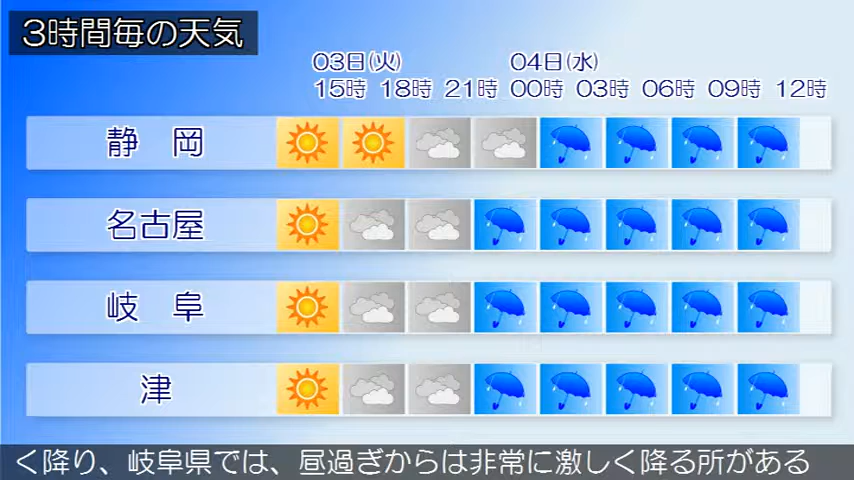 3時間毎の天気
03日(火) 04日(水)
15時 18時 21時 00時 03時 06時 09時 12時
静 岡
名古屋
岐 阜
津
く降り、岐阜県では、昼過ぎからは非常に激しく降る所がある